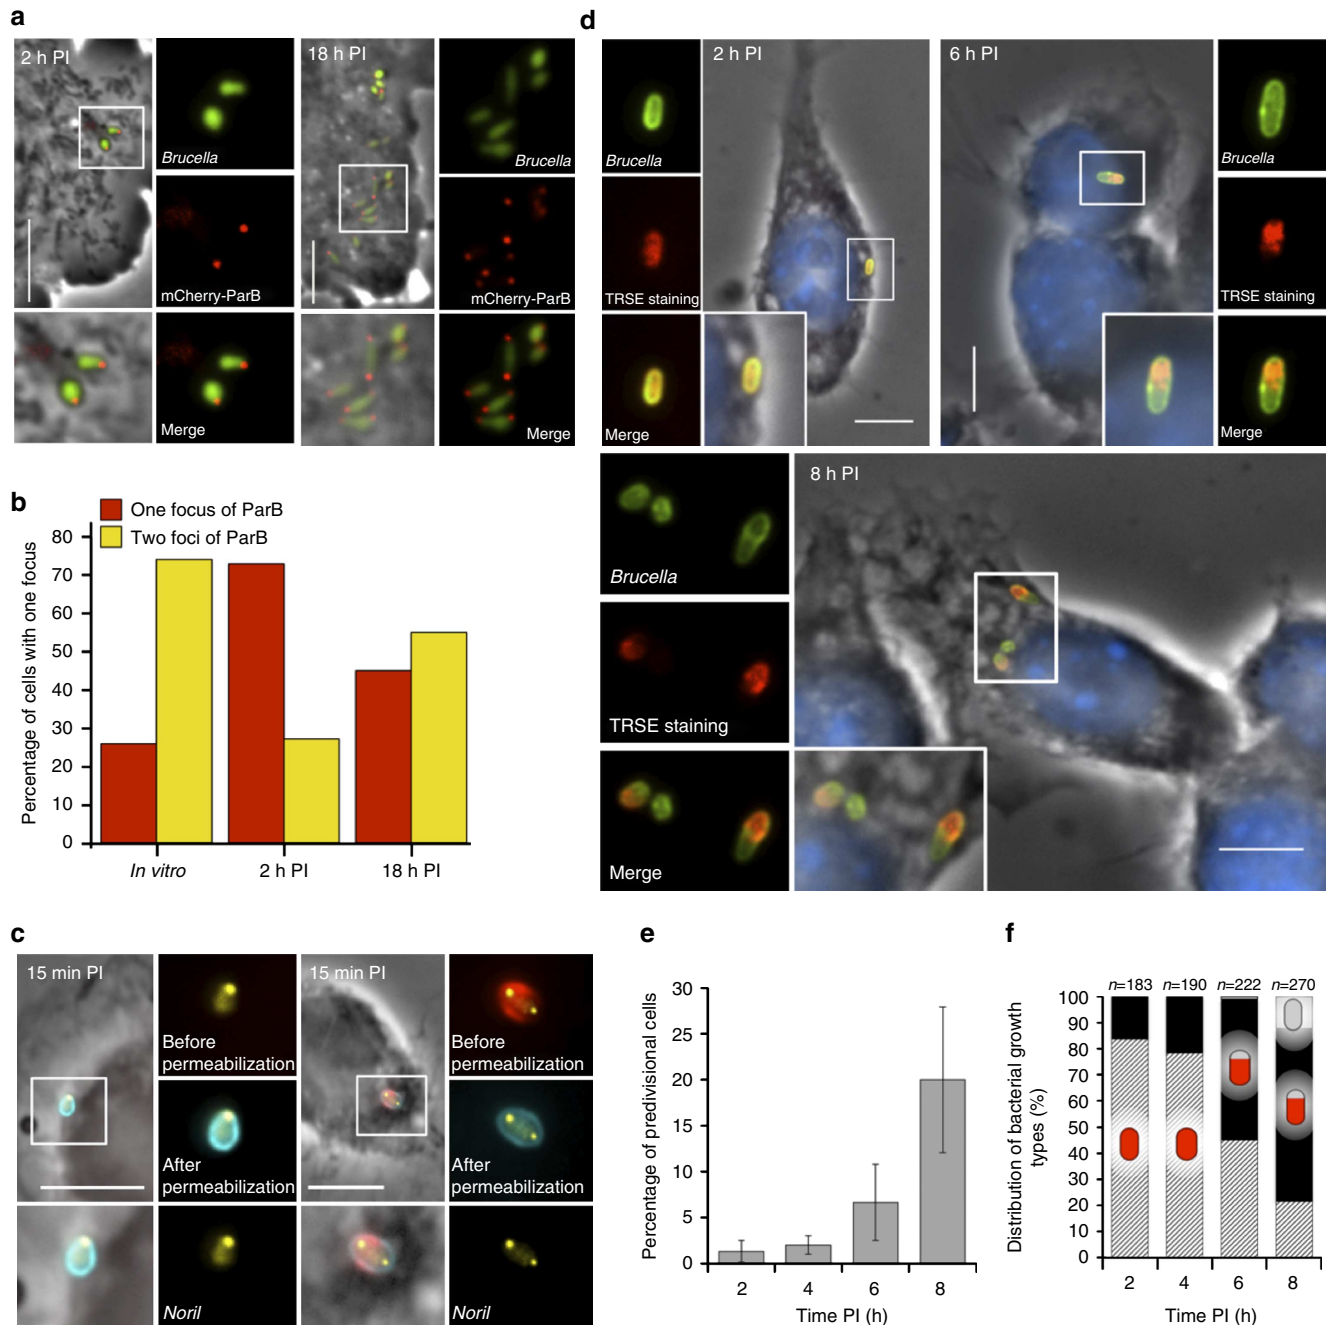 a
2 h PI
Brucella
mCherry-ParB
Merge
18 h PI
Brucella
mCherry-ParB
Merge
b
One focus of ParB
Two foci of ParB
Percentage of cells with one focus
80
70
60
50
40
30
20
10
0
In vitro
2 h PI
18 h PI
c
15 min PI
Before
permeabilization
After
permeabilization
Noril
15 min PI
Before
permeabilization
After
permeabilization
Noril
d
2 h PI
Brucella
TRSE staining
Merge
6 h PI
Brucella
TRSE staining
Merge
8 h PI
Brucella
TRSE staining
Merge
e
Percentage of predivisional cells
30
25
20
15
10
5
0
2
4
6
8
Time PI (h)
f
n=183
n=190
n=222
n=270
Distribution of bacterial growth
types (%)
100
90
80
70
60
50
40
30
20
10
0
2
4
6
8
Time PI (h)